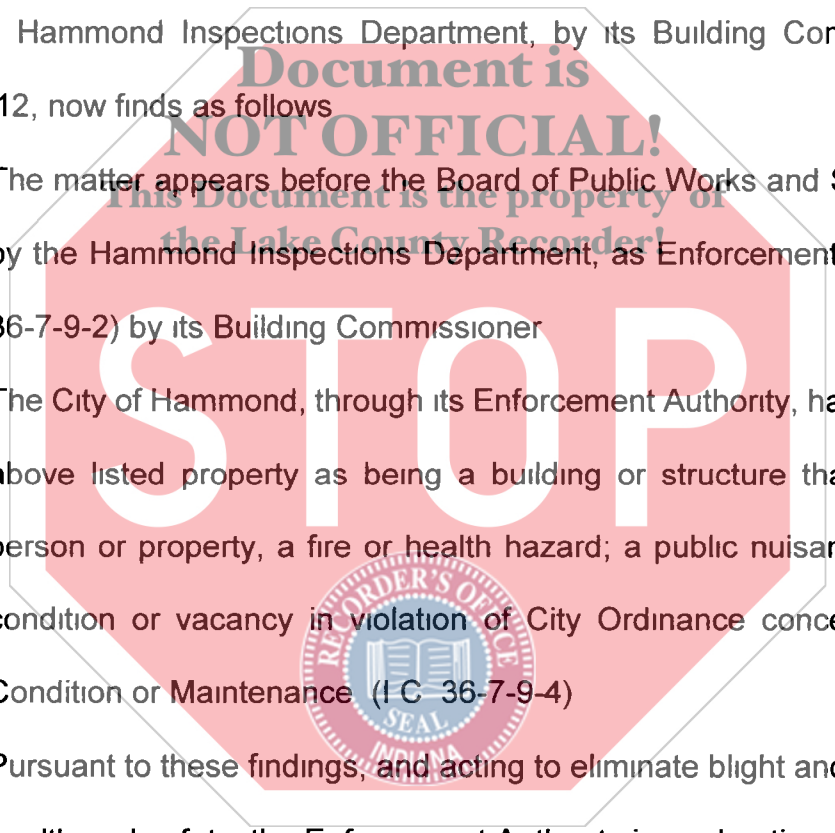 Hammond Inspections Department, by its Building
Document is
12, now finds as follows
NOT OFFICIAL!
The matter appears before the Board of Public Works and
This Document is the property of
by the Hammond Inspections Department, as Enforcement
the Lake County Recorder!
36-7-9-2) by its Building Commissioner
STOP
The City of Hammond, through its Enforcement Authority,
above listed property as being a building or structure
person or property, a fire or health hazard; a public
condition or vacancy in violation of City Ordinance
RECORDER'S OFFICE
Condition or Maintenance (I C 36-7-9-4)
SEAL
INDIANA
Pursuant to these findings, and acting to eliminate blight and